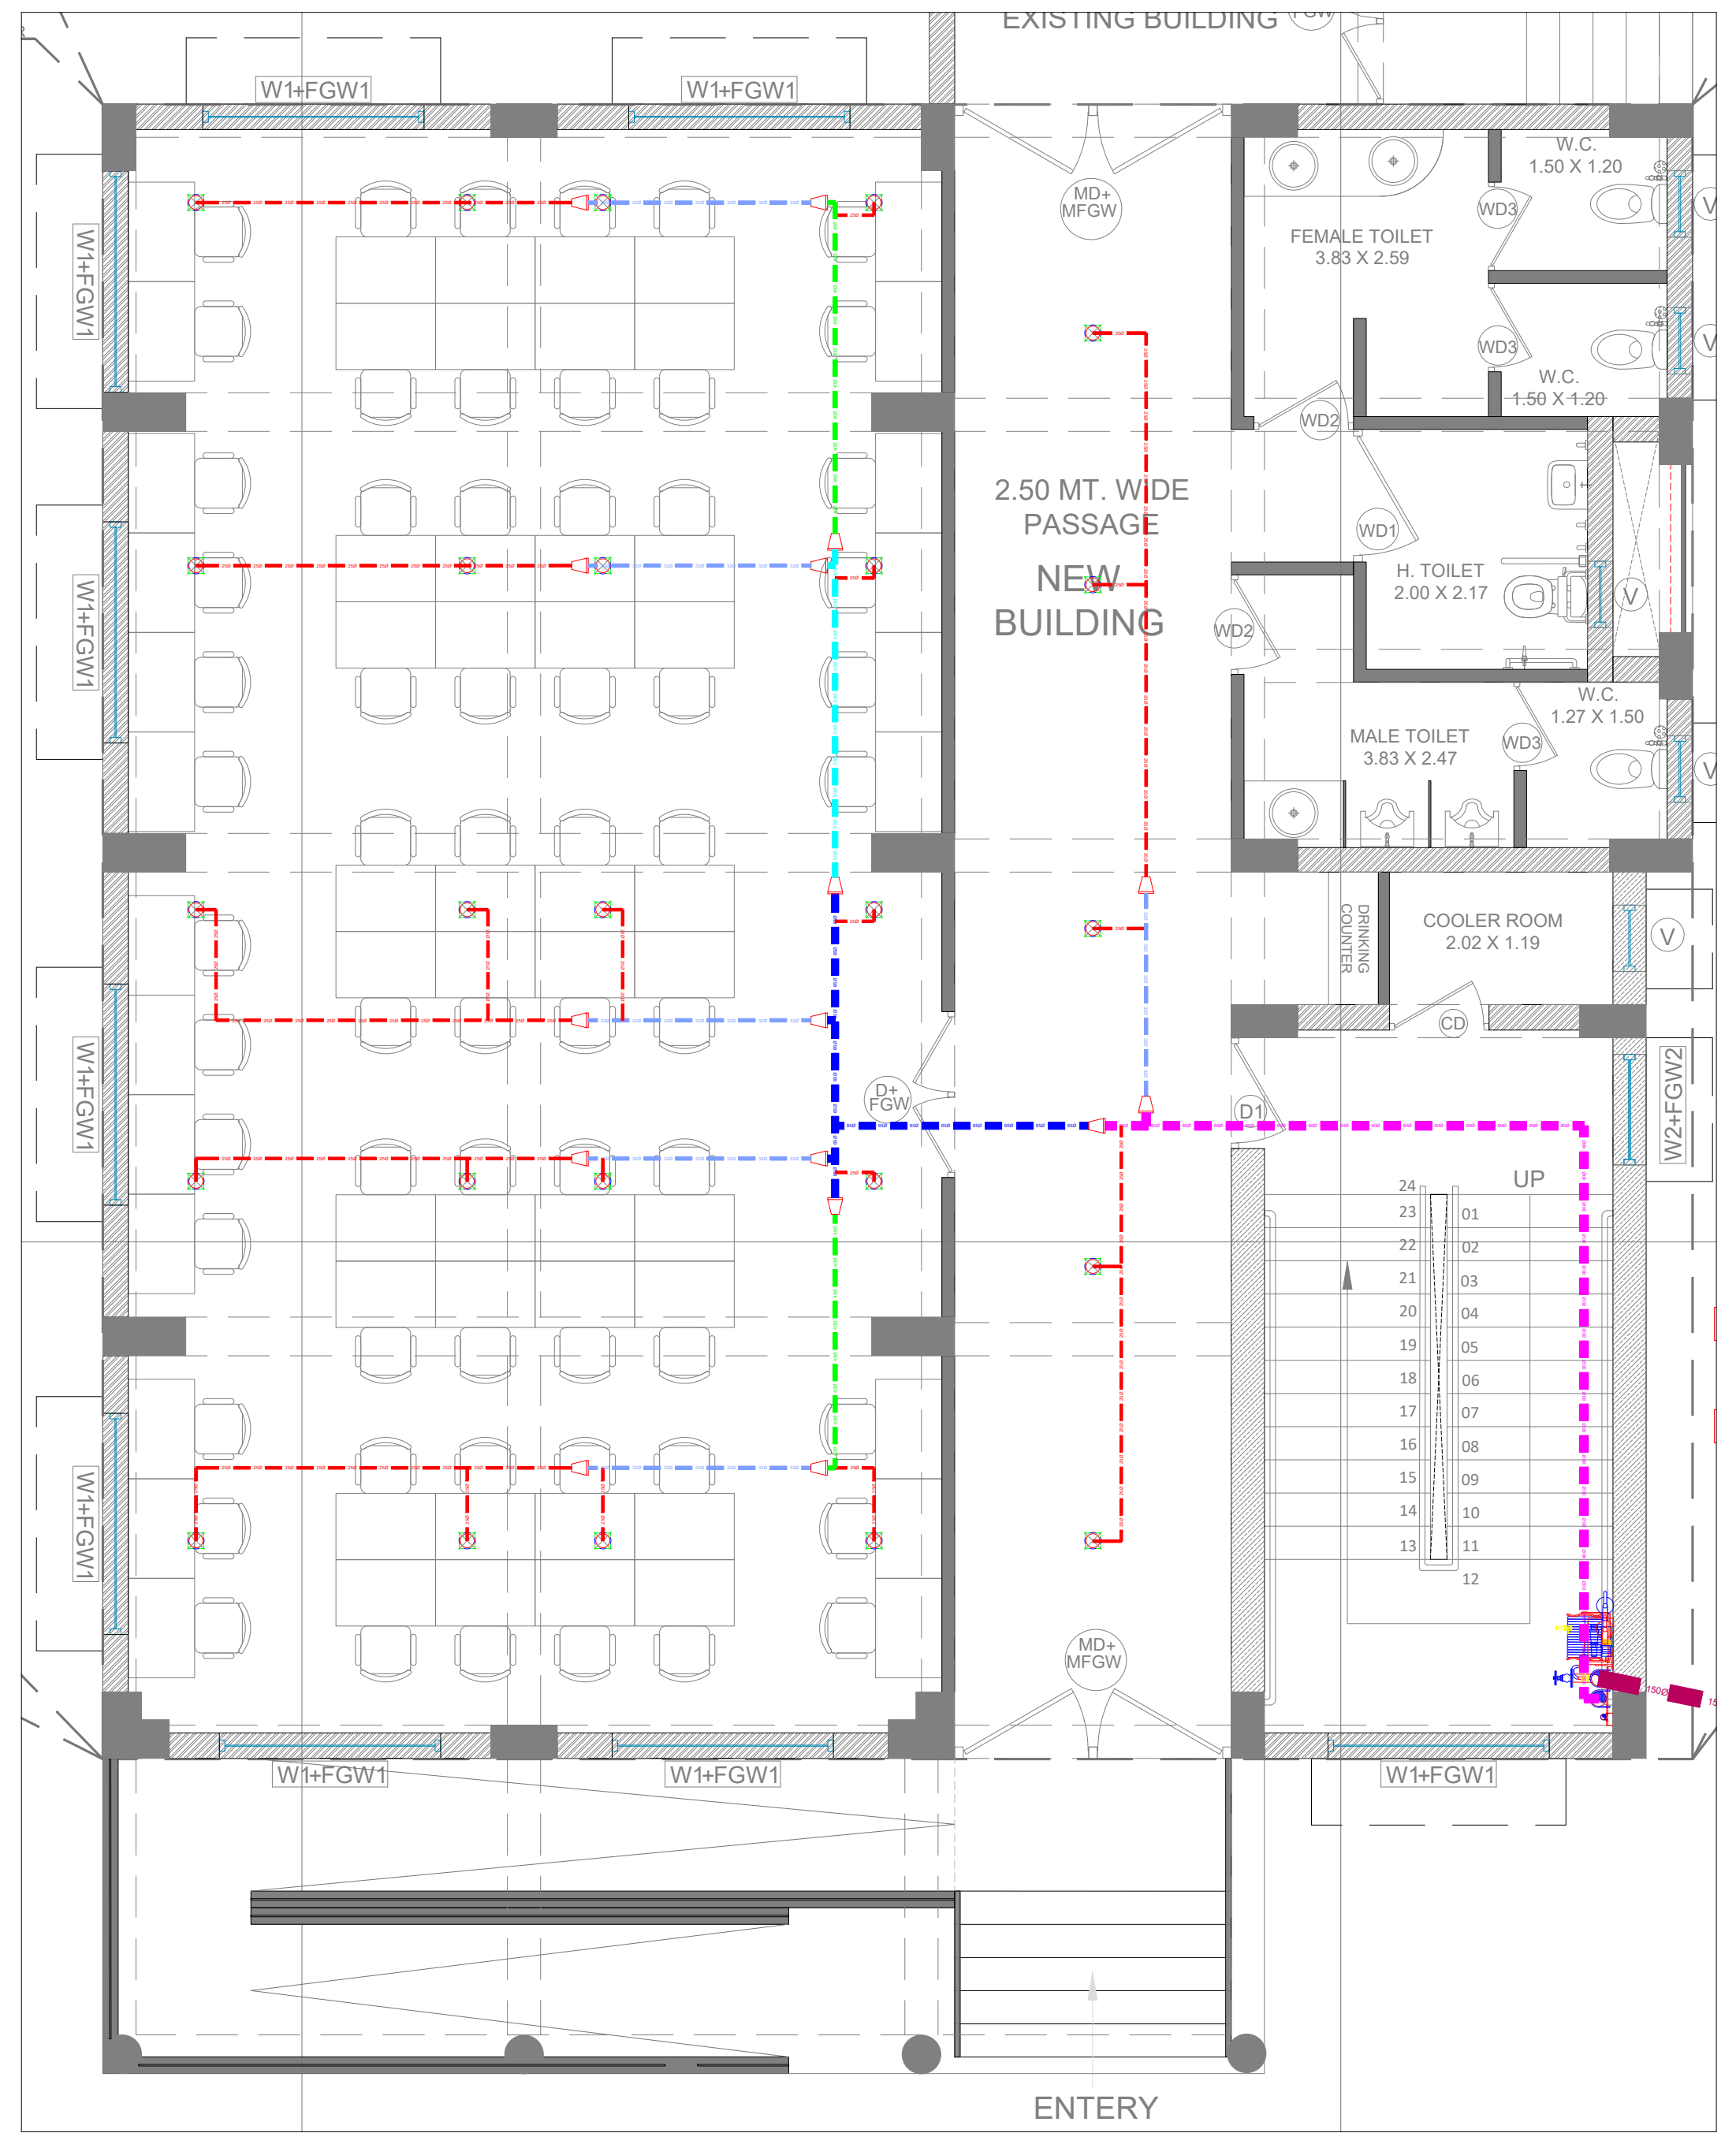 EXISTING BUILDING
W1+FGW1
W1+FGW1
W.C.
1.50 X 1.20
MD+
MFGW
WD3
V
FEMALE TOILET
3.83 X 2.59
W1+FGW1
WD3
V
W.C.
1.50 X 1.20
WD2
2.50 MT. WIDE
PASSAGE
WD1
NEW
BUILDING
H. TOILET
2.00 X 2.17
V
W1+FGW1
WD2
W.C.
1.27 X 1.50
MALE TOILET
3.83 X 2.47
WD3
V
DRINKING
COUNTER
COOLER ROOM
2.02 X 1.19
V
CD
W1+FGW1
D+
FGW
D1
W2+FGW2
UP
24
23
01
22
02
21
03
20
04
19
05
18
06
17
07
16
08
15
09
14
10
13
11
12
W1+FGW1
MD+
MFGW
150Ø
W1+FGW1
W1+FGW1
W1+FGW1
ENTERY